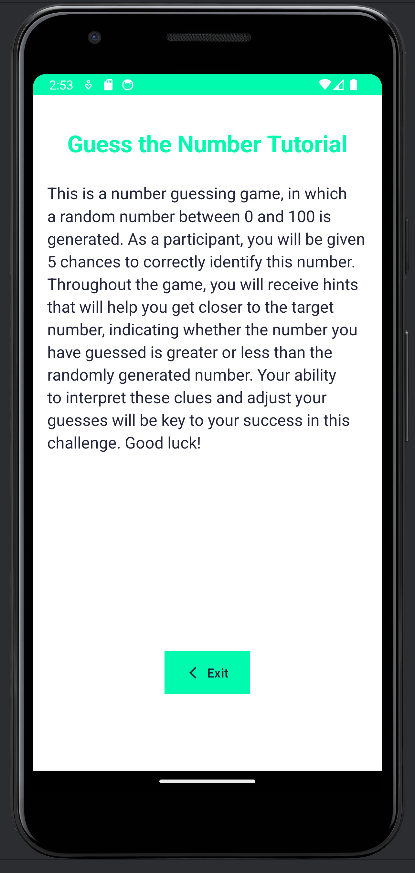 2:53
Guess the Number Tutorial
This is a number guessing game, in which
a random number between 0 and 100 is
generated. As a participant, you will be given
5 chances to correctly identify this number.
Throughout the game, you will receive hints
that will help you get closer to the target
number, indicating whether the number you
have guessed is greater or less than the
randomly generated number. Your ability
to interpret these clues and adjust your
guesses will be key to your success in this
challenge. Good luck!
Exit